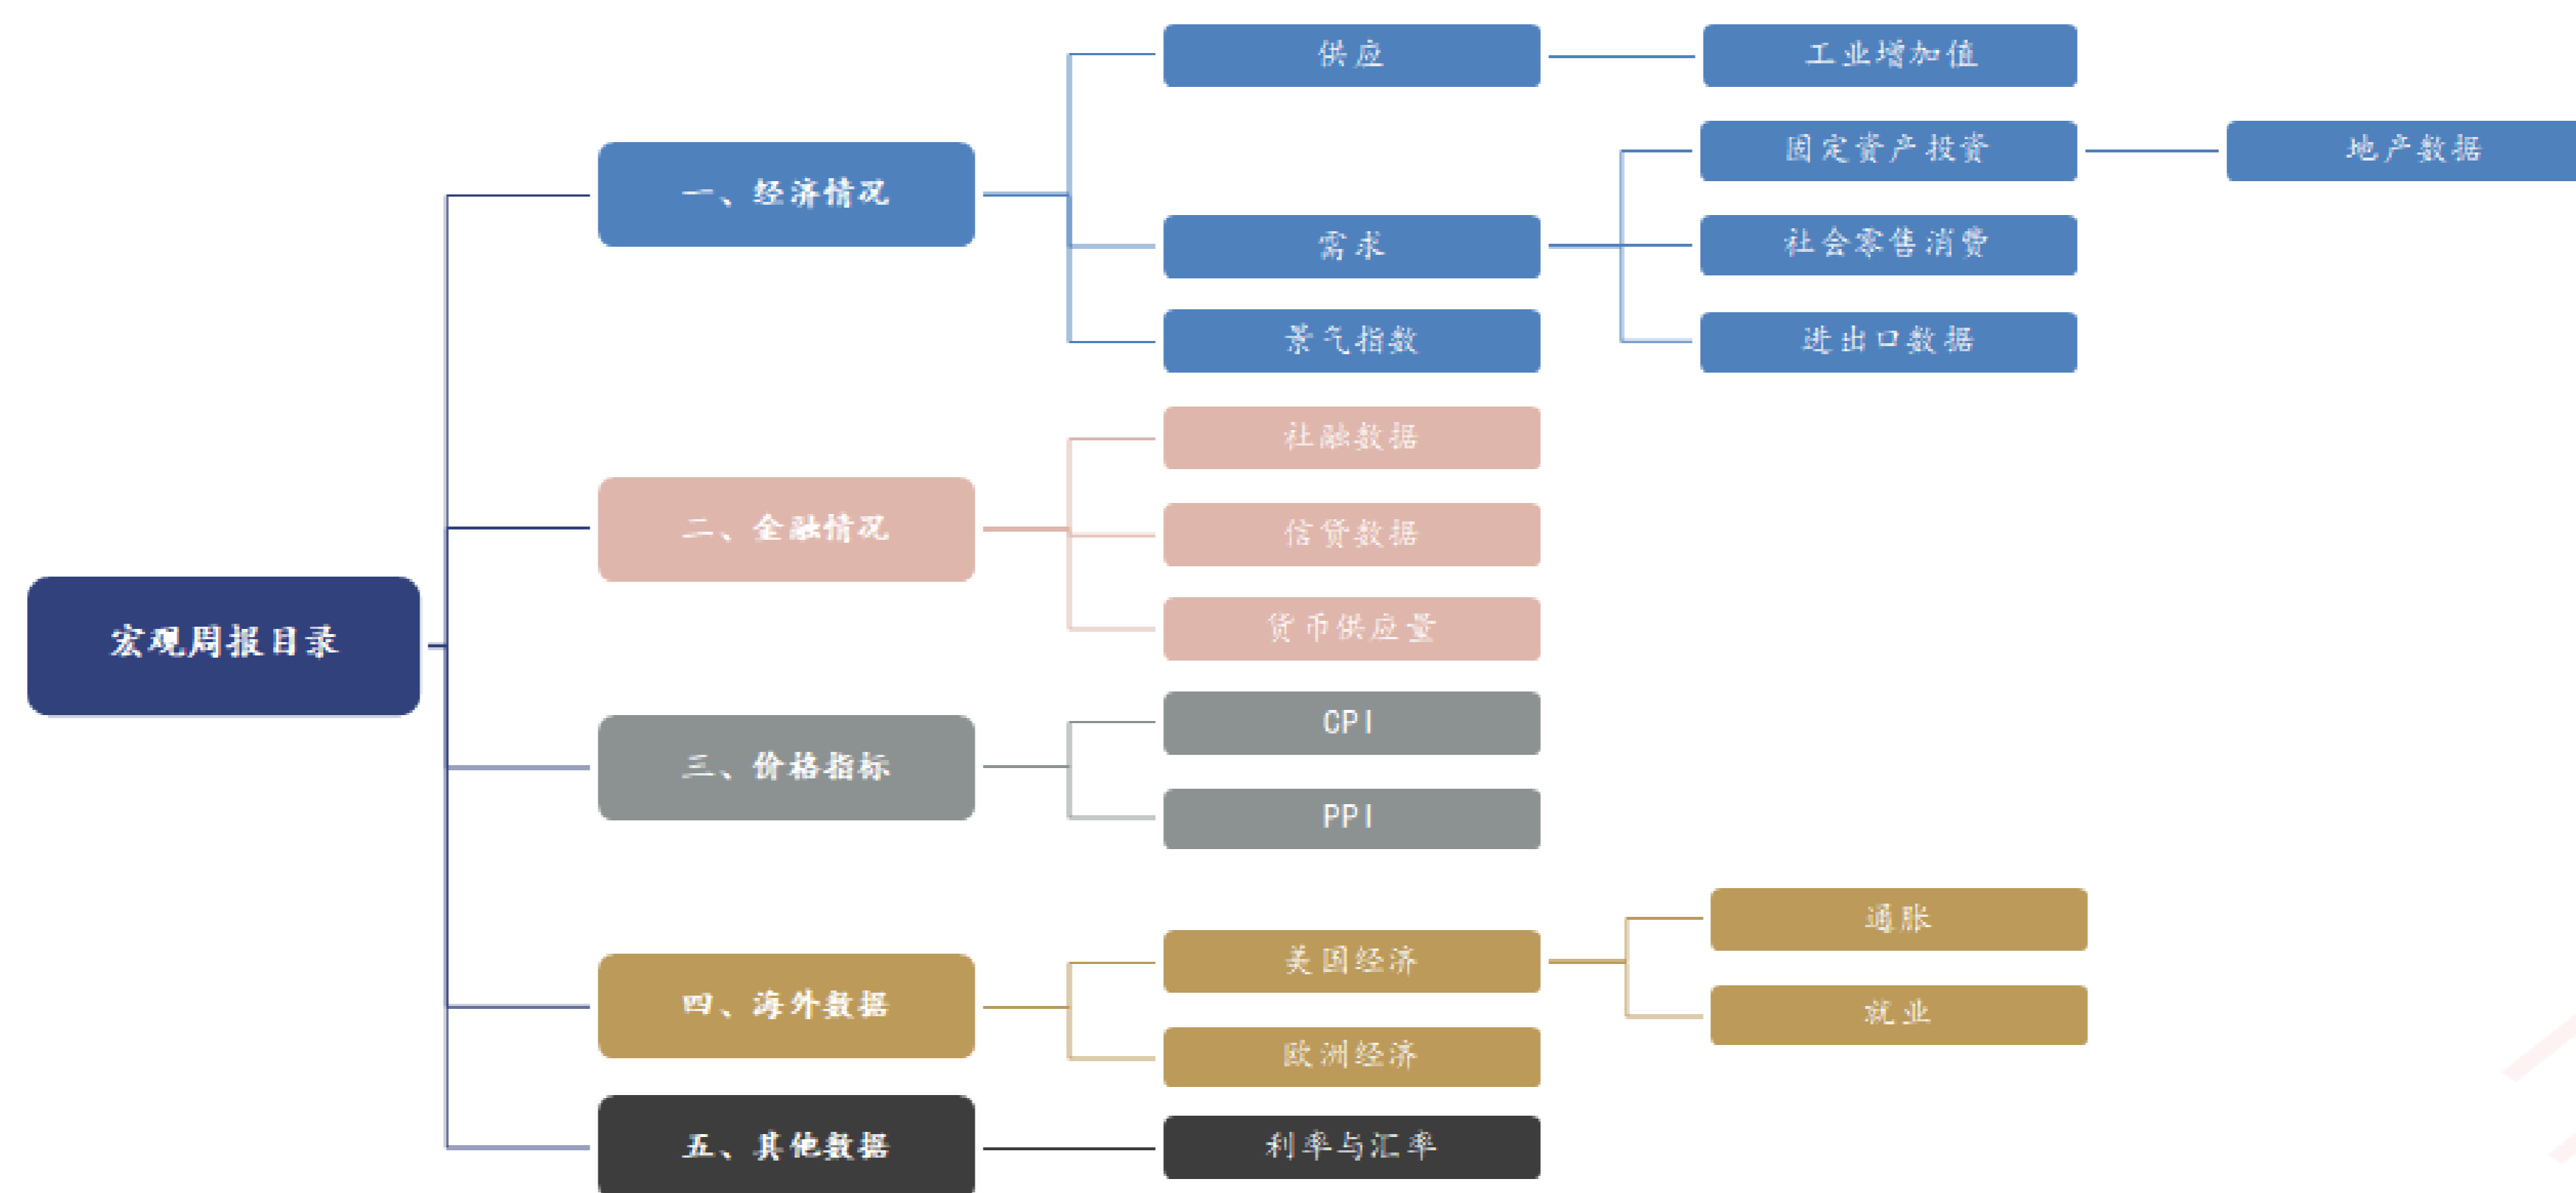 宏观周报目录
一、经济情况
供应
工业增加值
需求
固定资产投资
地产数据
社会零售消费
进出口数据
景气指数
二、金融情况
社融数据
信贷数据
货币供应量
三、价格指标
CPI
PPI
四、海外数据
美国经济
通胀
就业
欧洲经济
五、其他数据
利率与汇率